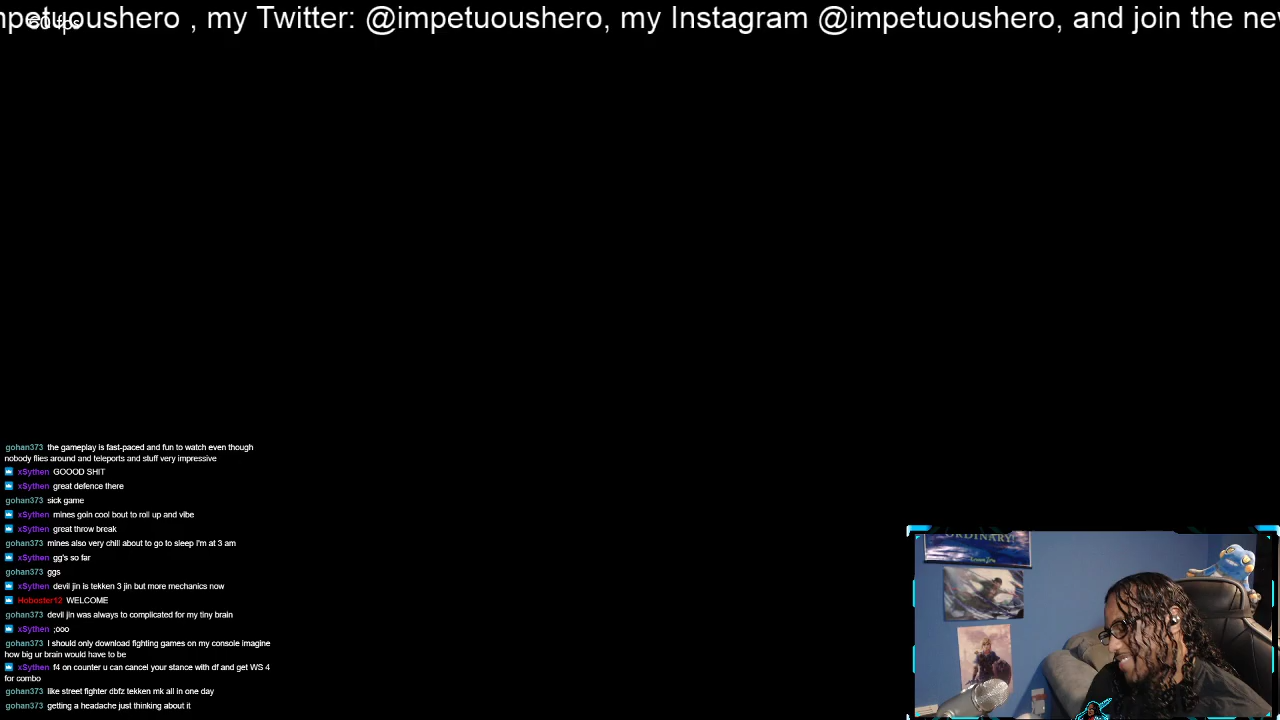 mpetuoushero , my Twitter: @impetuoushero, my Instagram @impetuoushero, and join the ne
60 fps
gohan373 the gameplay is fast-paced and fun to watch even though
nobody flies around and teleports and stuff very impressive
xSythen GOOOD SHIT
xSythen great defence there
gohan373 sick game
xSythen mines goin cool bout to roll up and vibe
xSythen great throw break
gohan373 mines also very chill about to go to sleep I'm at 3 am
xSythen gg's so far
gohan373 ggs
xSythen devil jin is tekken 3 jin but more mechanics now
Hoboster12 WELCOME
gohan373 devil jin was always to complicated for my tiny brain
xSythen ;ooo
gohan373 I should only download fighting games on my console imagine
how big ur brain would have to be
xSythen f4 on counter u can cancel your stance with df and get WS 4
for combo
gohan373 like street fighter dbfz tekken mk all in one day
gohan373 getting a headache just thinking about it
ORDINARY!